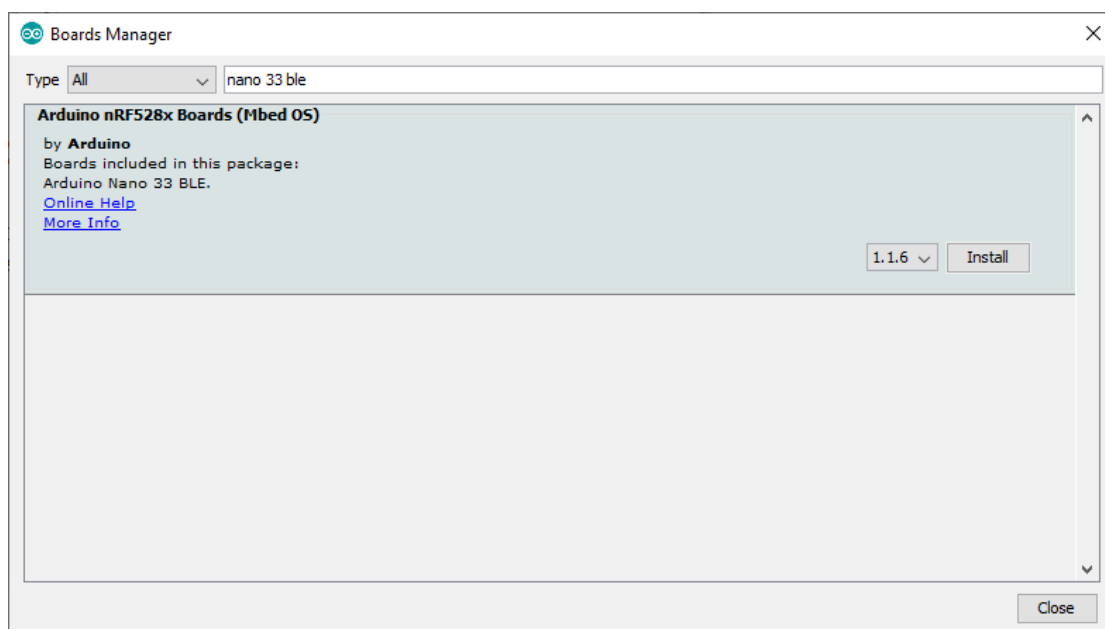 Boards Manager
Type All nano 33 ble
Arduino nRF528x Boards (Mbed OS)
by Arduino
Boards included in this package:
Arduino Nano 33 BLE.
Online Help
More Info
1.1.6 Install
Close